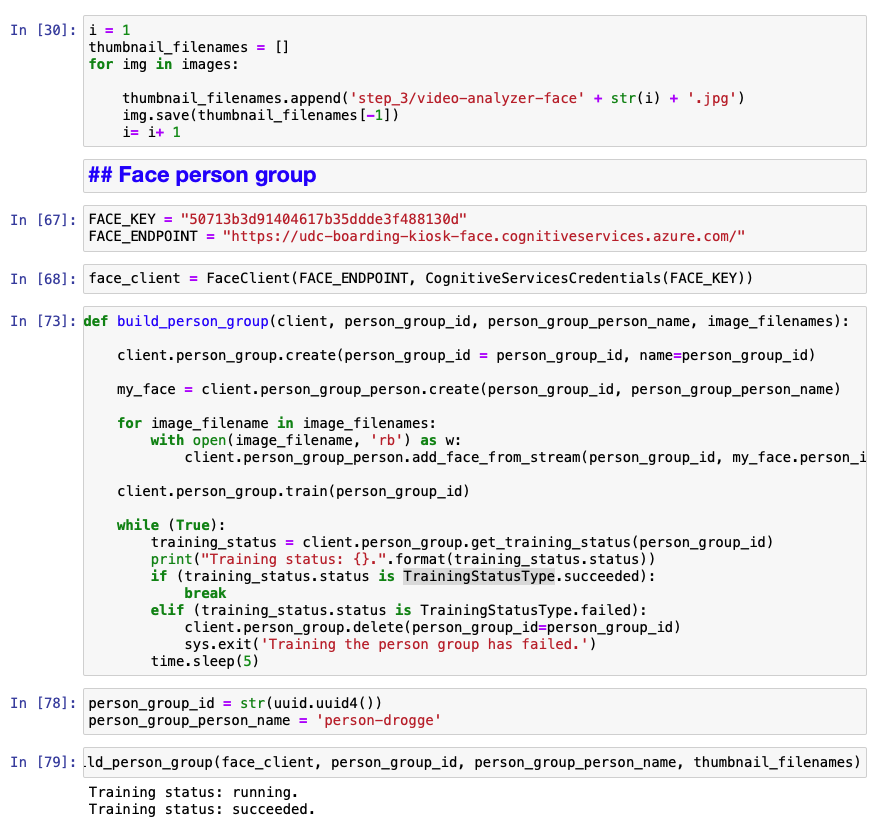 In [30]: i = 1
thumbnail_filenames = []
for img in images:
thumbnail_filenames.append('step_3/video-analyzer-face' + str(i) + '.jpg')
img.save(thumbnail_filenames[-1])
i= i+ 1
## Face person group
In [67]: FACE_KEY = "50713b3d91404617b35ddde3f488130d"
FACE_ENDPOINT = "https://udc-boarding-kiosk-face.cognitiveservices.azure.com/"
In [68]: face_client = FaceClient(FACE_ENDPOINT, CognitiveServicesCredentials(FACE_KEY))
In [73]: def build_person_group(client, person_group_id, person_group_person_name, image_filenames):
client.person_group.create(person_group_id = person_group_id, name=person_group_id)
my_face = client.person_group_person.create(person_group_id, person_group_person_name)
for image_filename in image_filenames:
with open(image_filename, 'rb') as w:
client.person_group_person.add_face_from_stream(person_group_id, my_face.person_i
client.person_group.train(person_group_id)
while (True):
training_status = client.person_group.get_training_status(person_group_id)
print("Training status: {}.".format(training_status.status))
if (training_status.status is TrainingStatusType.succeeded):
break
elif (training_status.status is TrainingStatusType.failed):
client.person_group.delete(person_group_id=person_group_id)
sys.exit('Training the person group has failed.')
time.sleep(5)
In [78]: person_group_id = str(uuid.uuid4())
person_group_person_name = 'person-drogge'
In [79]: ld_person_group(face_client, person_group_id, person_group_person_name, thumbnail_filenames)
Training status: running.
Training status: succeeded.